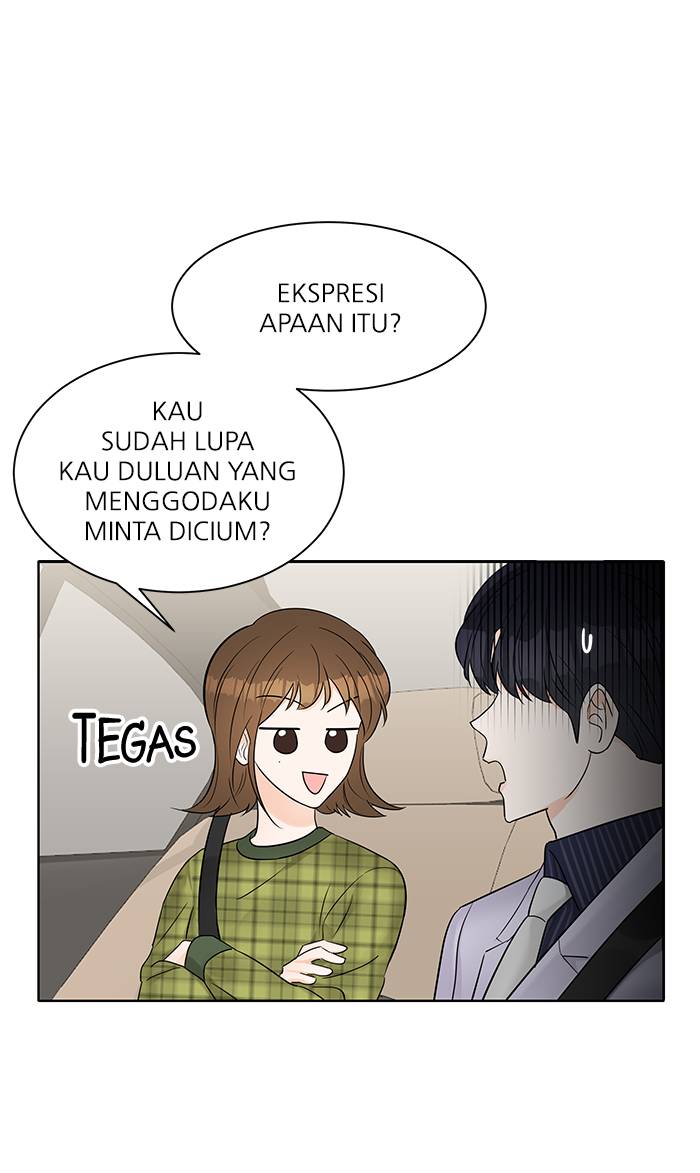 EKSPRESI
APAAN ITU?
KAU
SUDAH LUPA
KAU DULUAN YANG
MENGGODAKU
MINTA DICIUM?
TEGAS